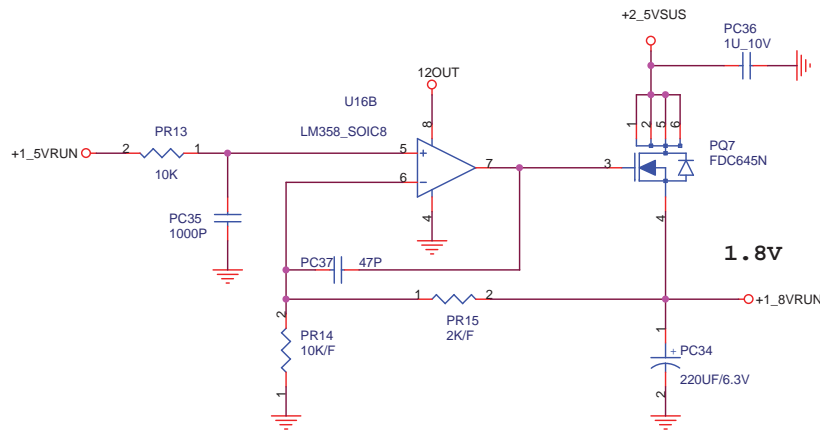 +2_5VSUS
PC36
1U_10V
12OUT
U16B
LM358_SOIC8
8
1
2
5
6
PR13
+1_5VRUN
2
1
10K
5
+
6
−
7
4
3
PQ7
FDC645N
4
PC35
1000P
PC37
47P
1.8V
1
2
PR15
2K/F
+1_8VRUN
2
PR14
10K/F
1
1
+
PC34
220UF/6.3V
2